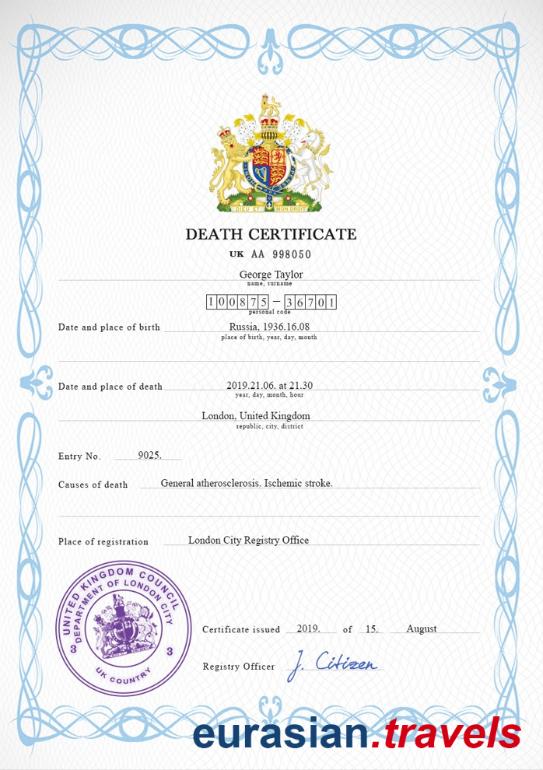 DEATH CERTIFICATE
UK AA 998050
George Taylor
name, surname
100875 – 36701
personal code
Date and place of birth Russia, 1936.16.08
place of birth, year, day, month
Date and place of death 2019.21.06. at 21.30
year, day, month, hour
London, United Kingdom
republic, city, district
Entry No. 9025.
Causes of death General atherosclerosis. Ischemic stroke.
Place of registration London City Registry Office
UNITED KINGDOM COUNCIL
DEPARTMENT OF LONDON CITY
3 3
UK COUNTRY
Certificate issued 2019. of 15. August
Registry Officer J. Citizen
eurasian.travels